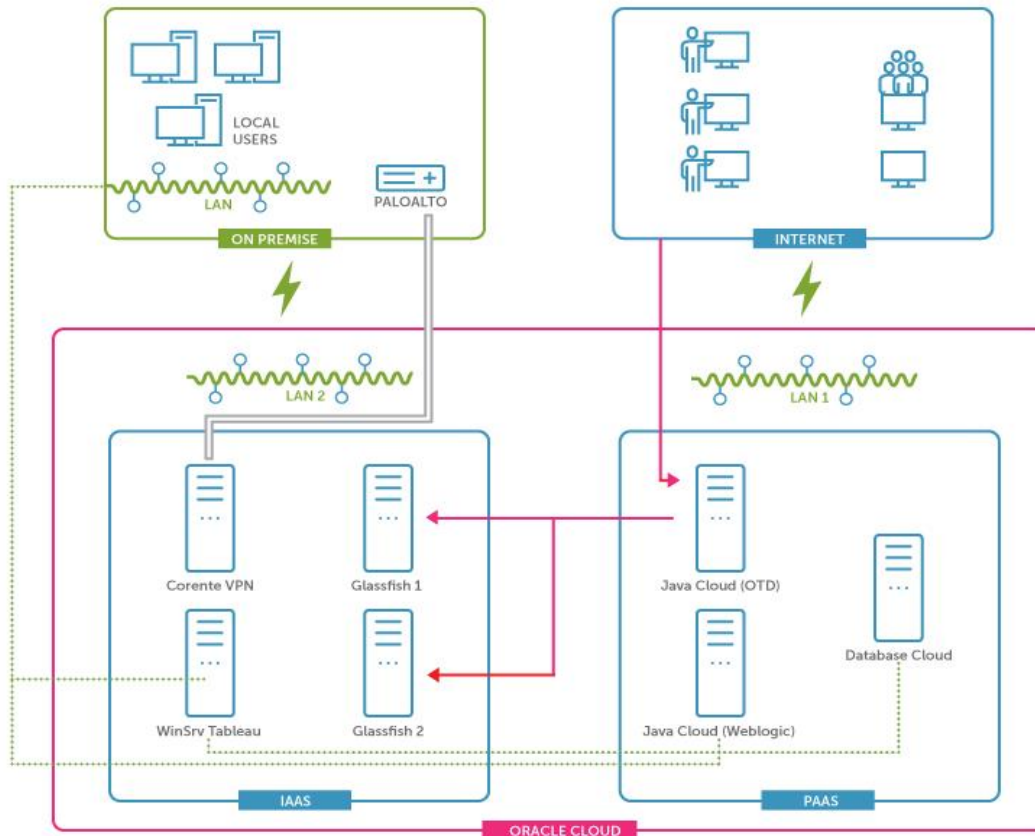 LOCAL
USERS
LAN
PALOALTO
ON PREMISE
INTERNET
LAN 2
LAN 1
Corente VPN
Glassfish 1
Java Cloud (OTD)
Database Cloud
WinSrv Tableau
Glassfish 2
Java Cloud (Weblogic)
IAAS
PAAS
ORACLE CLOUD